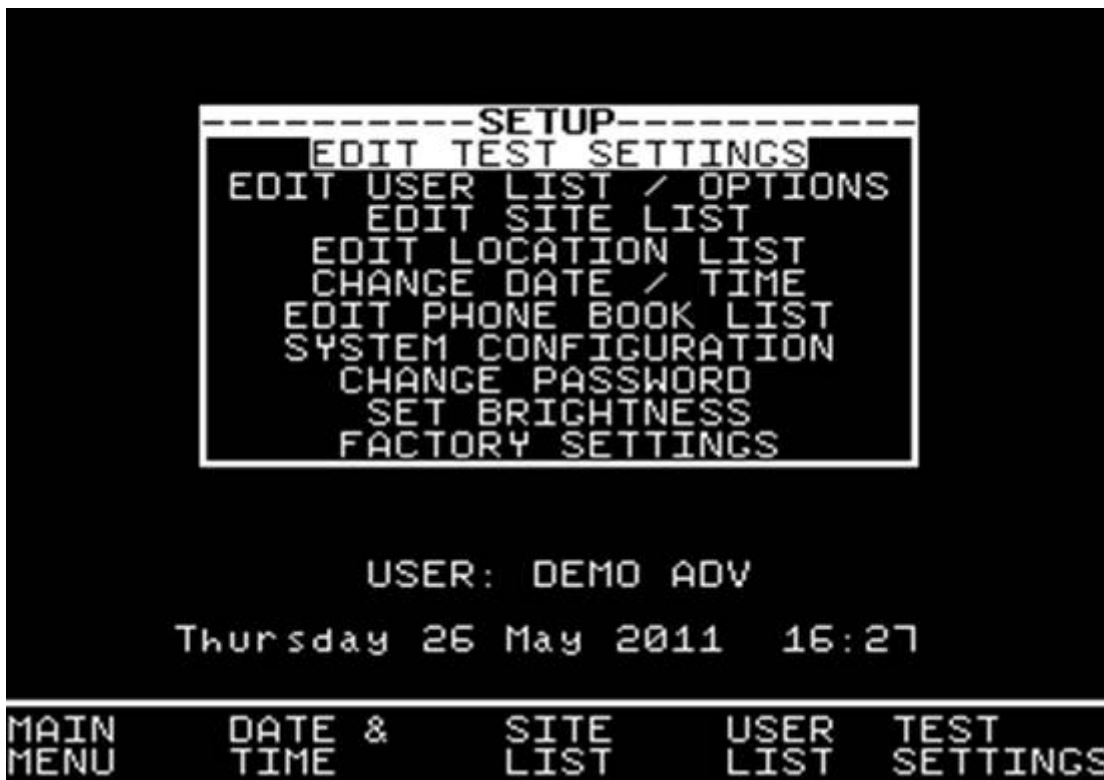 -----------SETUP-----------
EDIT TEST SETTINGS
EDIT USER LIST / OPTIONS
EDIT SITE LIST
EDIT LOCATION LIST
CHANGE DATE / TIME
EDIT PHONE BOOK LIST
SYSTEM CONFIGURATION
CHANGE PASSWORD
SET BRIGHTNESS
FACTORY SETTINGS
USER: DEMO ADV
Thursday 26 May 2011 16:27
MAIN DATE & SITE USER TEST
MENU TIME LIST LIST SETTINGS